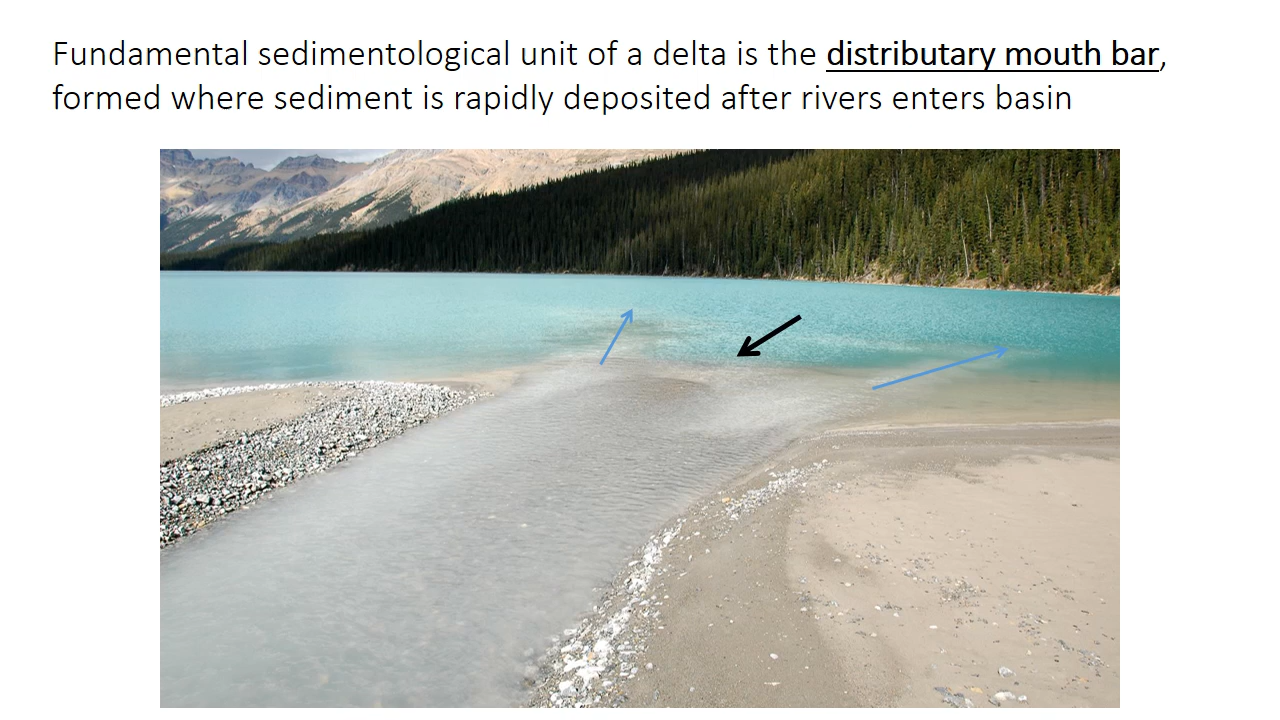 Fundamental sedimentological unit of a delta is the distributary mouth bar,
formed where sediment is rapidly deposited after rivers enters basin